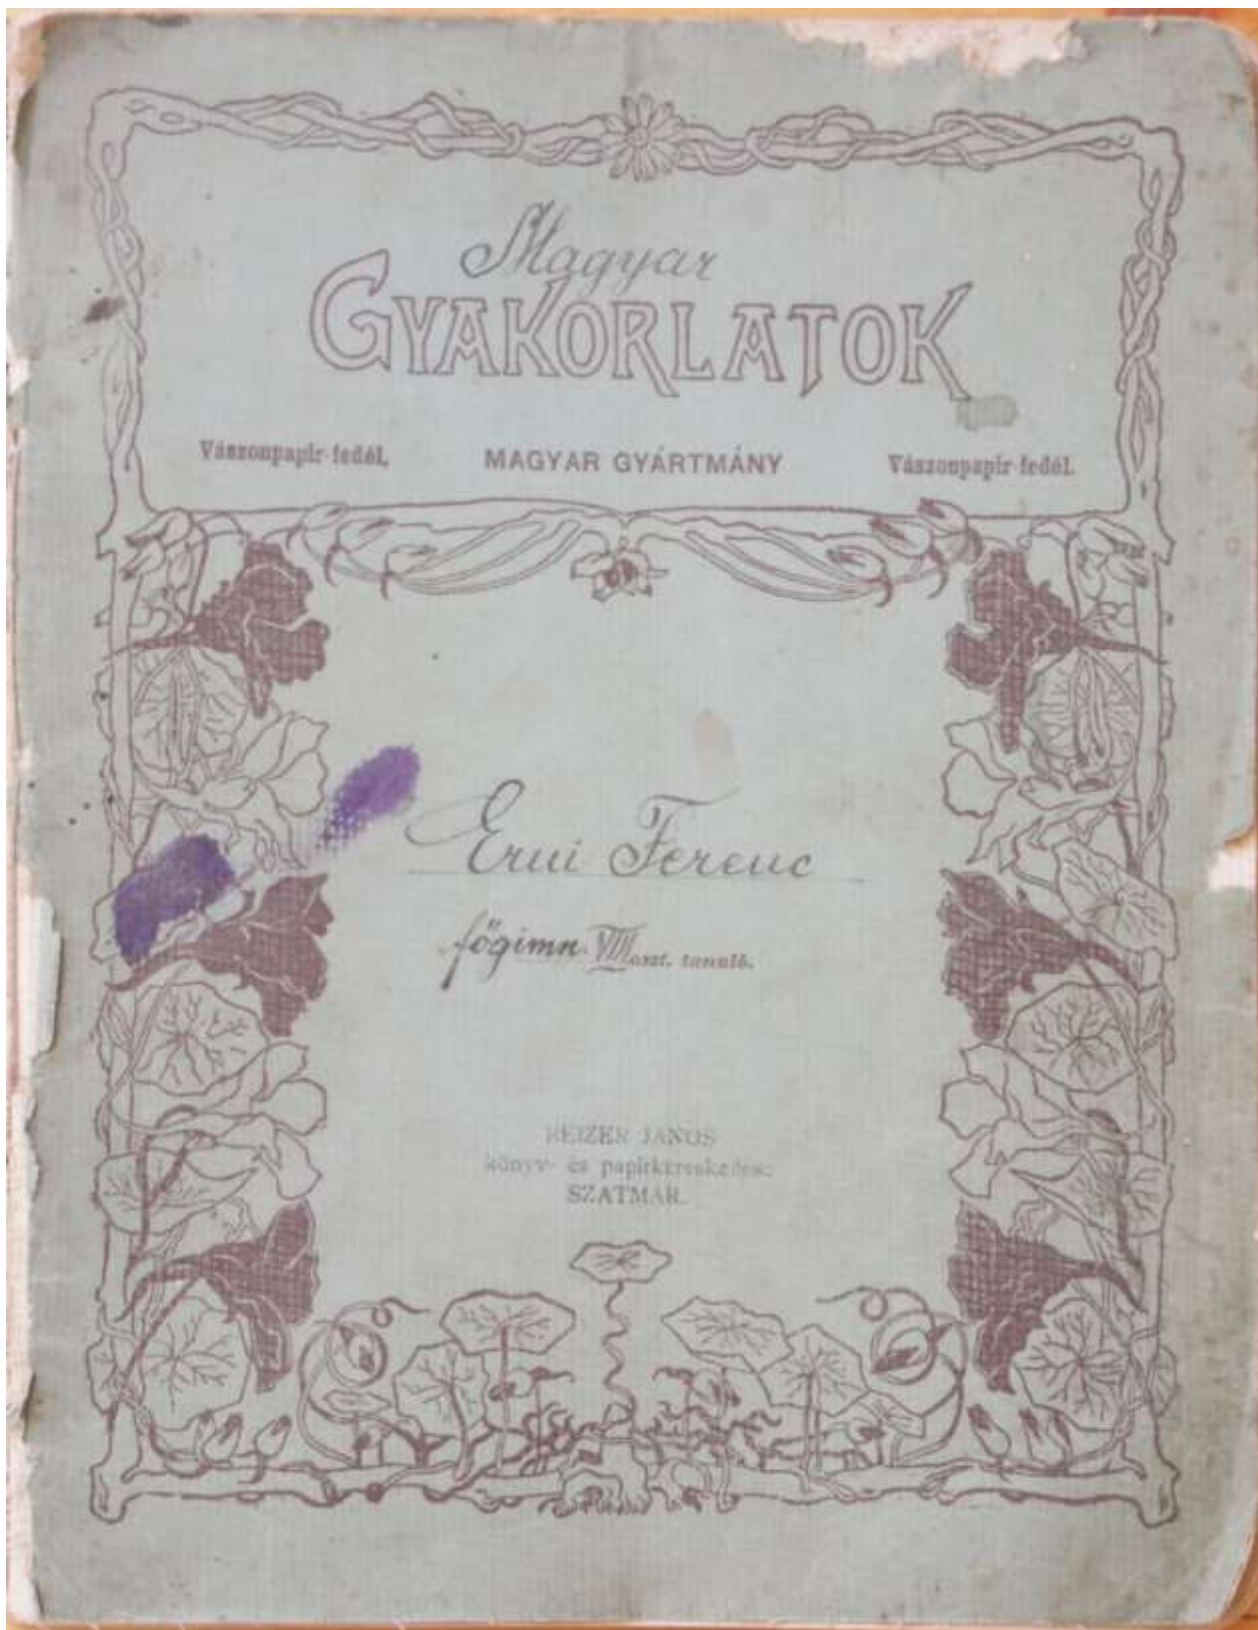 Magyar
GYAKORLATOK
Vászonpapir-fedél. MAGYAR GYÁRTMÁNY Vászonpapir-fedél.
Erni Ferenc
főgimn. VIII oszt. tanuló.
REIZER JÁNOS
könyv- és papirkereskedése
SZATMÁR.